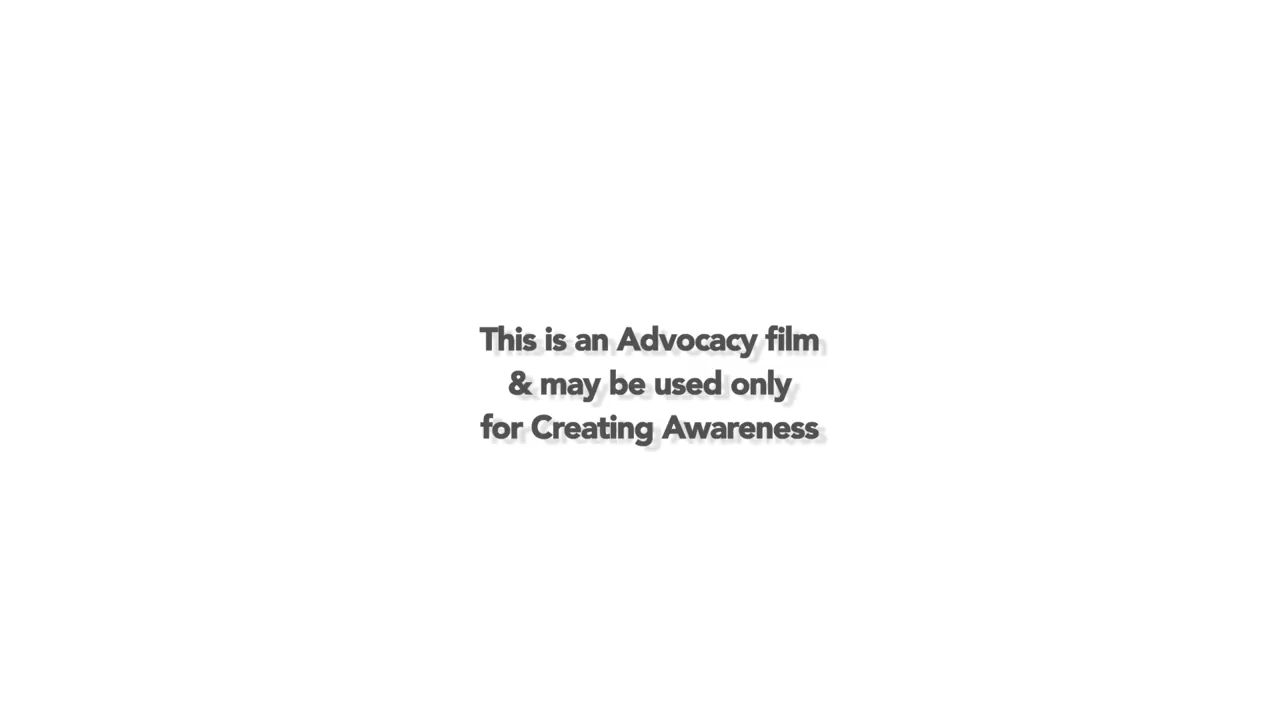 This is an Advocacy film
& may be used only
for Creating Awareness